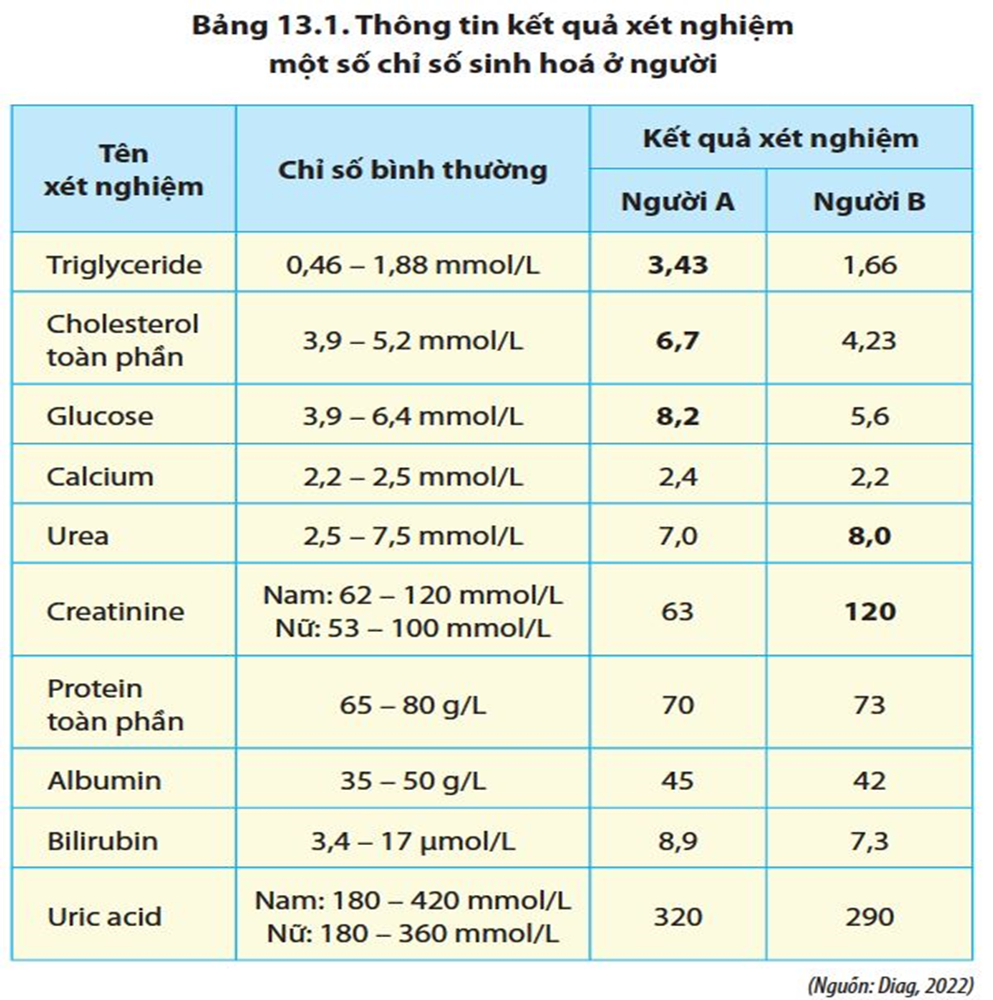 Bảng 13.1. Thông tin kết quả xét nghiệm
một số chỉ số sinh hoá ở người
Tên
xét nghiệm
Chỉ số bình thường
Kết quả xét nghiệm
Người A
Người B
Triglyceride
0,46 – 1,88 mmol/L
3,43
1,66
Cholesterol
toàn phần
3,9 – 5,2 mmol/L
6,7
4,23
Glucose
3,9 – 6,4 mmol/L
8,2
5,6
Calcium
2,2 – 2,5 mmol/L
2,4
2,2
Urea
2,5 – 7,5 mmol/L
7,0
8,0
Creatinine
Nam: 62 – 120 mmol/L
Nữ: 53 – 100 mmol/L
63
120
Protein
toàn phần
65 – 80 g/L
70
73
Albumin
35 – 50 g/L
45
42
Bilirubin
3,4 – 17 µmol/L
8,9
7,3
Uric acid
Nam: 180 – 420 mmol/L
Nữ: 180 – 360 mmol/L
320
290
(Nguồn: Diag, 2022)